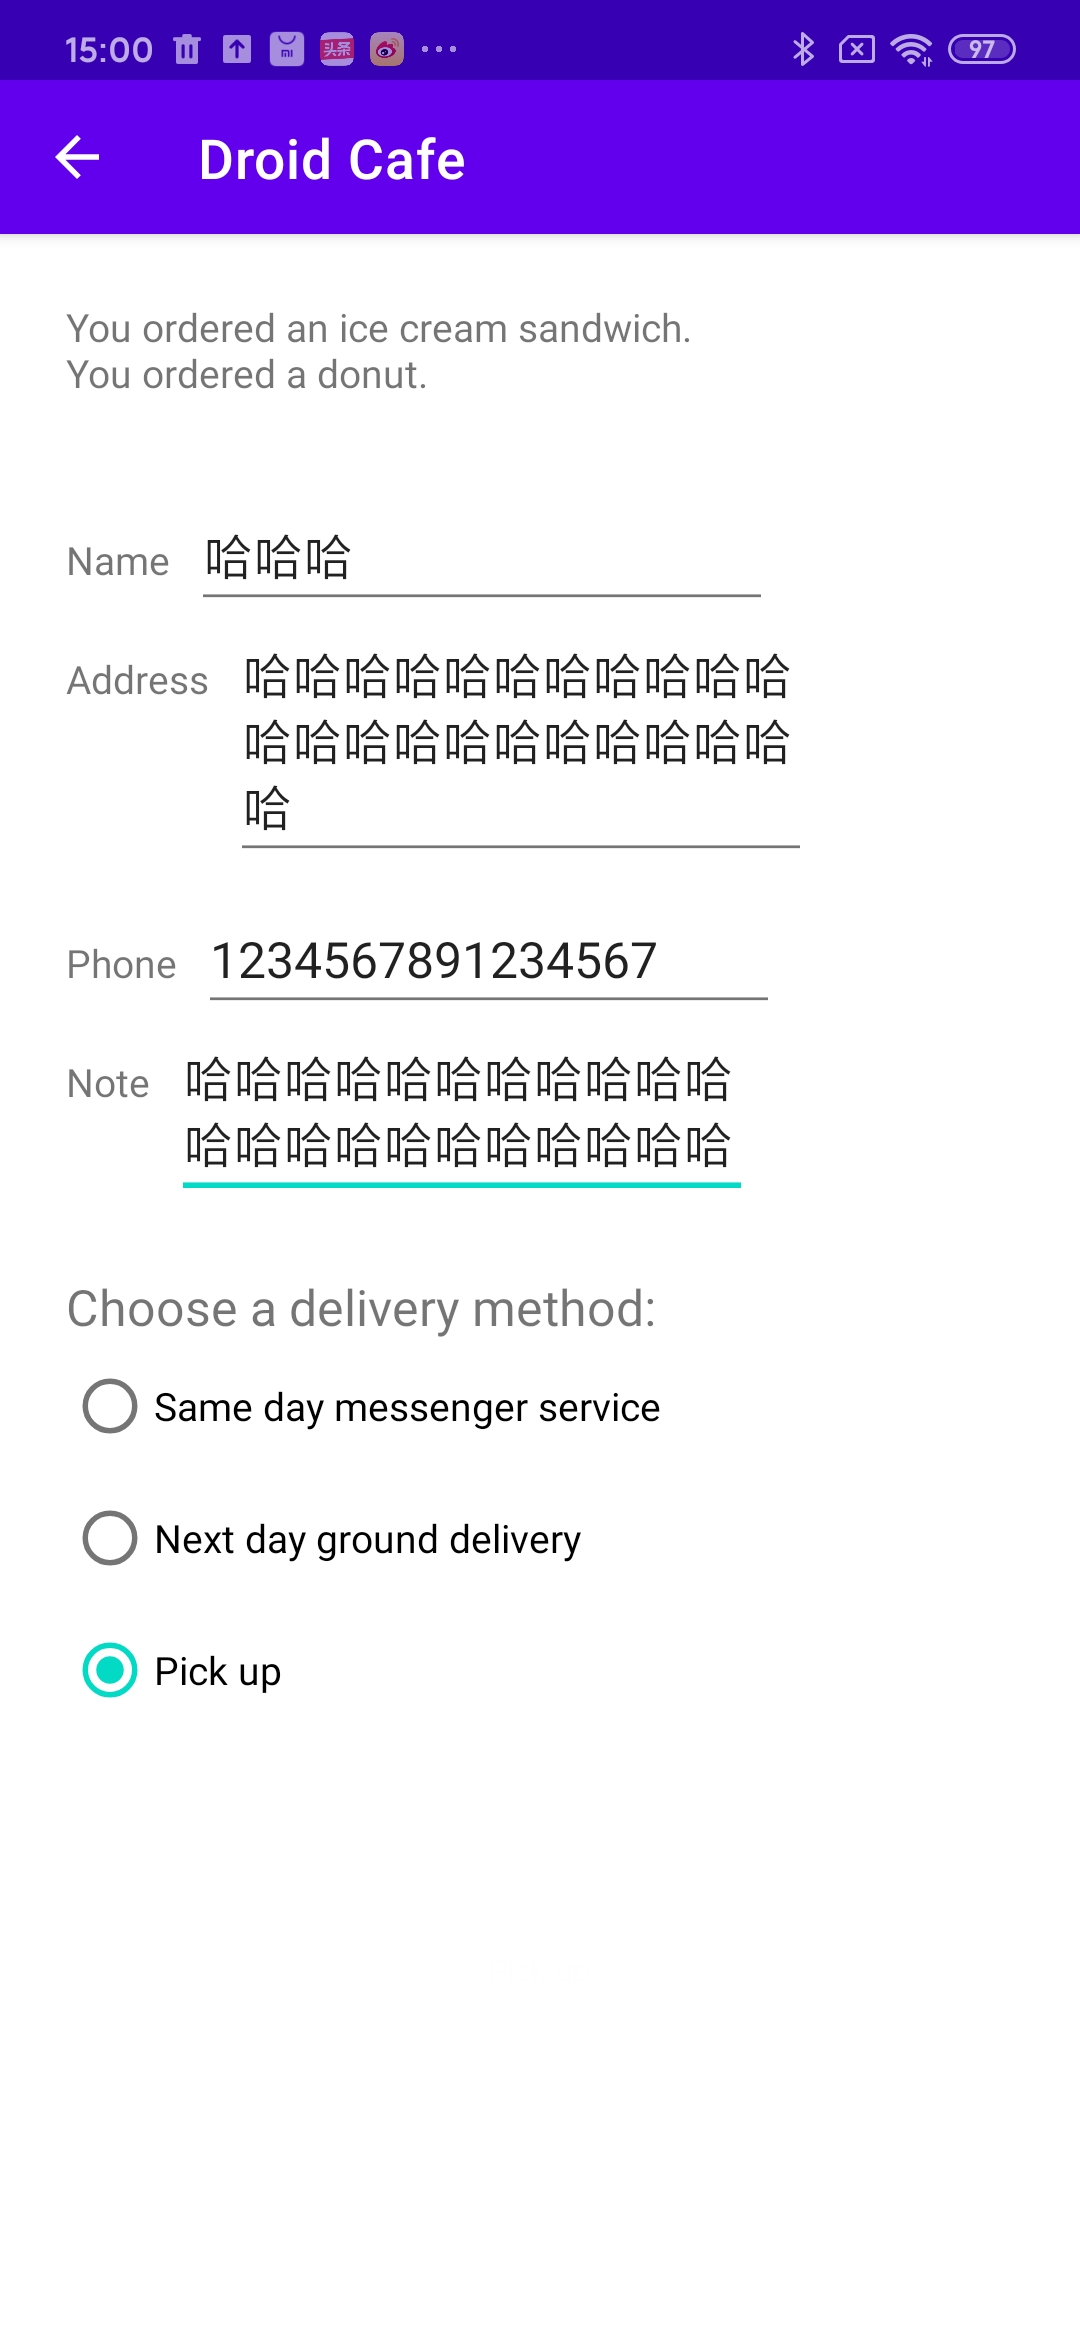 15:00
头条
97
Droid Cafe
You ordered an ice cream sandwich.
You ordered a donut.
Name 哈哈哈
Address 哈哈哈哈哈哈哈哈哈哈哈
哈哈哈哈哈哈哈哈哈哈哈
哈
Phone 1234567891234567
Note 哈哈哈哈哈哈哈哈哈哈哈
哈哈哈哈哈哈哈哈哈哈哈
Choose a delivery method:
Same day messenger service
Next day ground delivery
Pick up